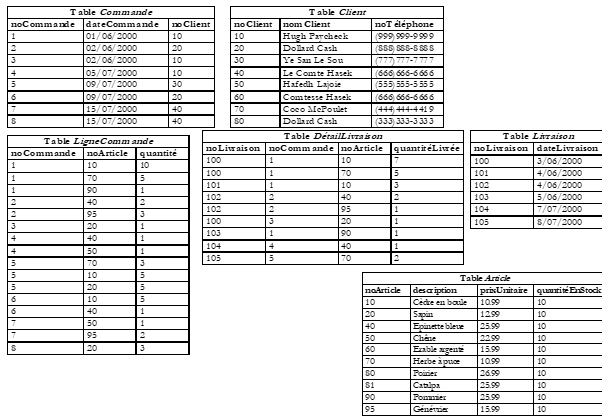 Table Commande
noCommande dateCommande noClient
1 01/06/2000 10
2 02/06/2000 20
3 02/06/2000 10
4 05/07/2000 10
5 09/07/2000 30
6 09/07/2000 20
7 15/07/2000 40
8 15/07/2000 40
Table Client
noClient nomClient noTéléphone
10 Hugh Paycheck (999)999-9999
20 Dollard Cash (888)888-8888
30 Ye San Le Sou (777)777-7777
40 Le Comte Hasek (666)666-6666
50 Hafedh Lajoie (555)555-5555
60 Comtesse Hasek (666)666-6666
70 Coco McPoulet (444)444-4419
80 Dollard Cash (333)333-3333
Table LigneCommande
noCommande noArticle quantité
1 10 10
1 70 5
1 90 1
2 40 2
2 95 3
3 20 1
4 40 1
4 50 1
5 70 3
5 10 5
5 20 5
6 10 5
6 40 1
7 50 1
7 95 2
8 20 3
Table DétailLivraison
noLivraison noCommande noArticle quantitéLivrée
100 1 10 7
100 1 70 5
101 1 10 3
102 2 40 2
102 2 95 1
100 3 20 1
103 1 90 1
104 4 40 1
105 5 70 2
Table Livraison
noLivraison dateLivraison
100 3/06/2000
101 4/06/2000
102 4/06/2000
103 5/06/2000
104 7/07/2000
105 8/07/2000
Table Article
noArticle description prixUnitaire quantitéEnStock
10 Cèdre en boule 10.99 10
20 Sapin 12.99 10
40 Epinette bleue 25.99 10
50 Chêne 22.99 10
60 Erable argenté 15.99 10
70 Herbe à puce 10.99 10
80 Poirier 26.99 10
81 Catalpa 25.99 10
90 Pommier 25.99 10
95 Génévrier 15.99 10